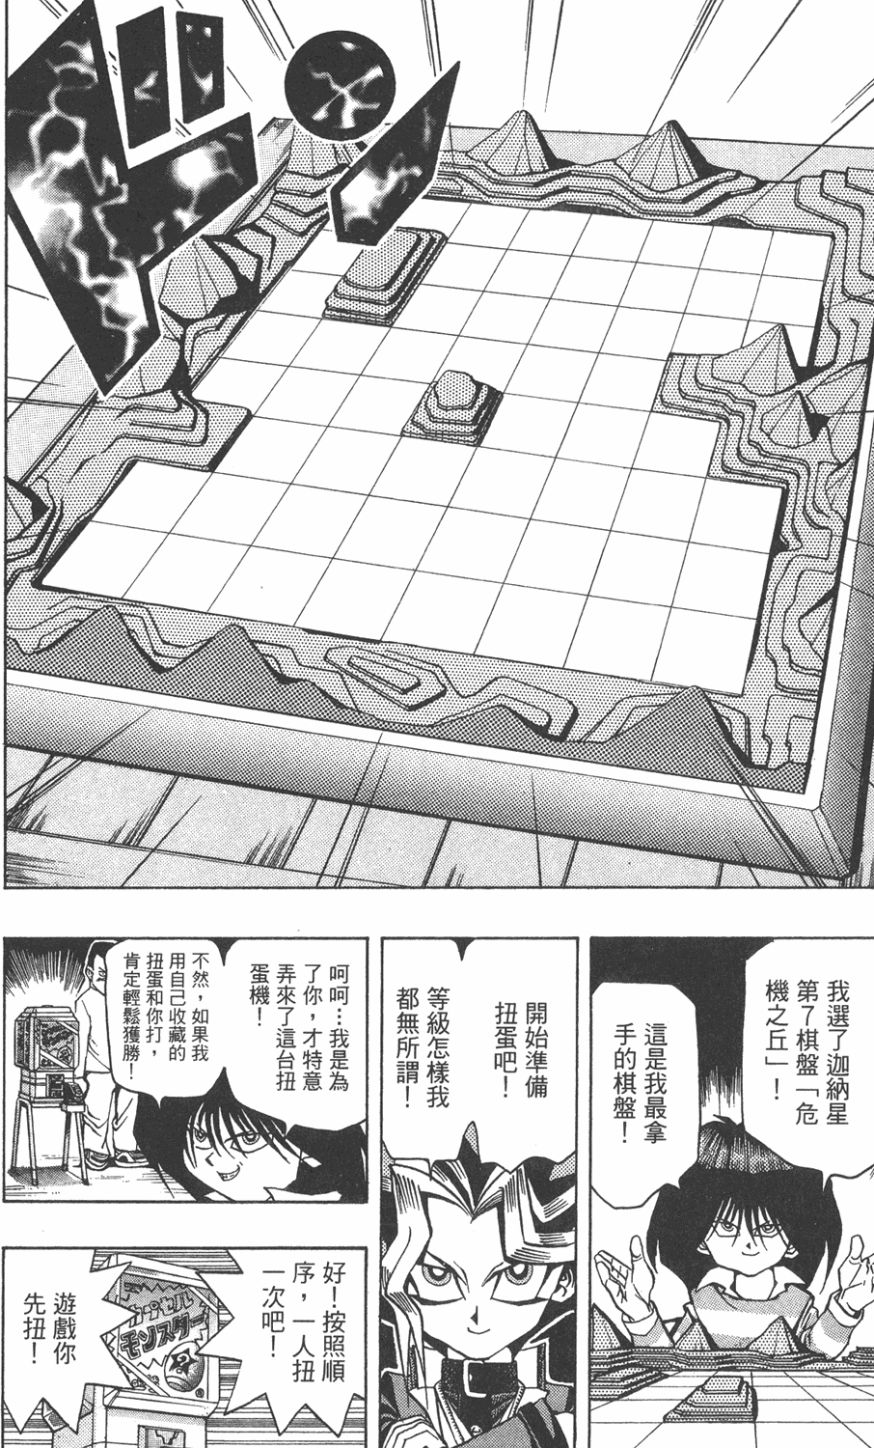 我選了迦納星
第7棋盤「危
機之丘」！
這是我最拿
手的棋盤！
開始準備
扭蛋吧！
等級怎樣我
都無所謂！
呵呵…我是為
了你，才特意
弄來了這台扭
蛋機！
不然，如果我
用自己收藏的
扭蛋和你打，
肯定輕鬆獲勝！
好！按照順
序，一人扭
一次吧！
遊戲你
先扭！
カプセル
モンスター
?